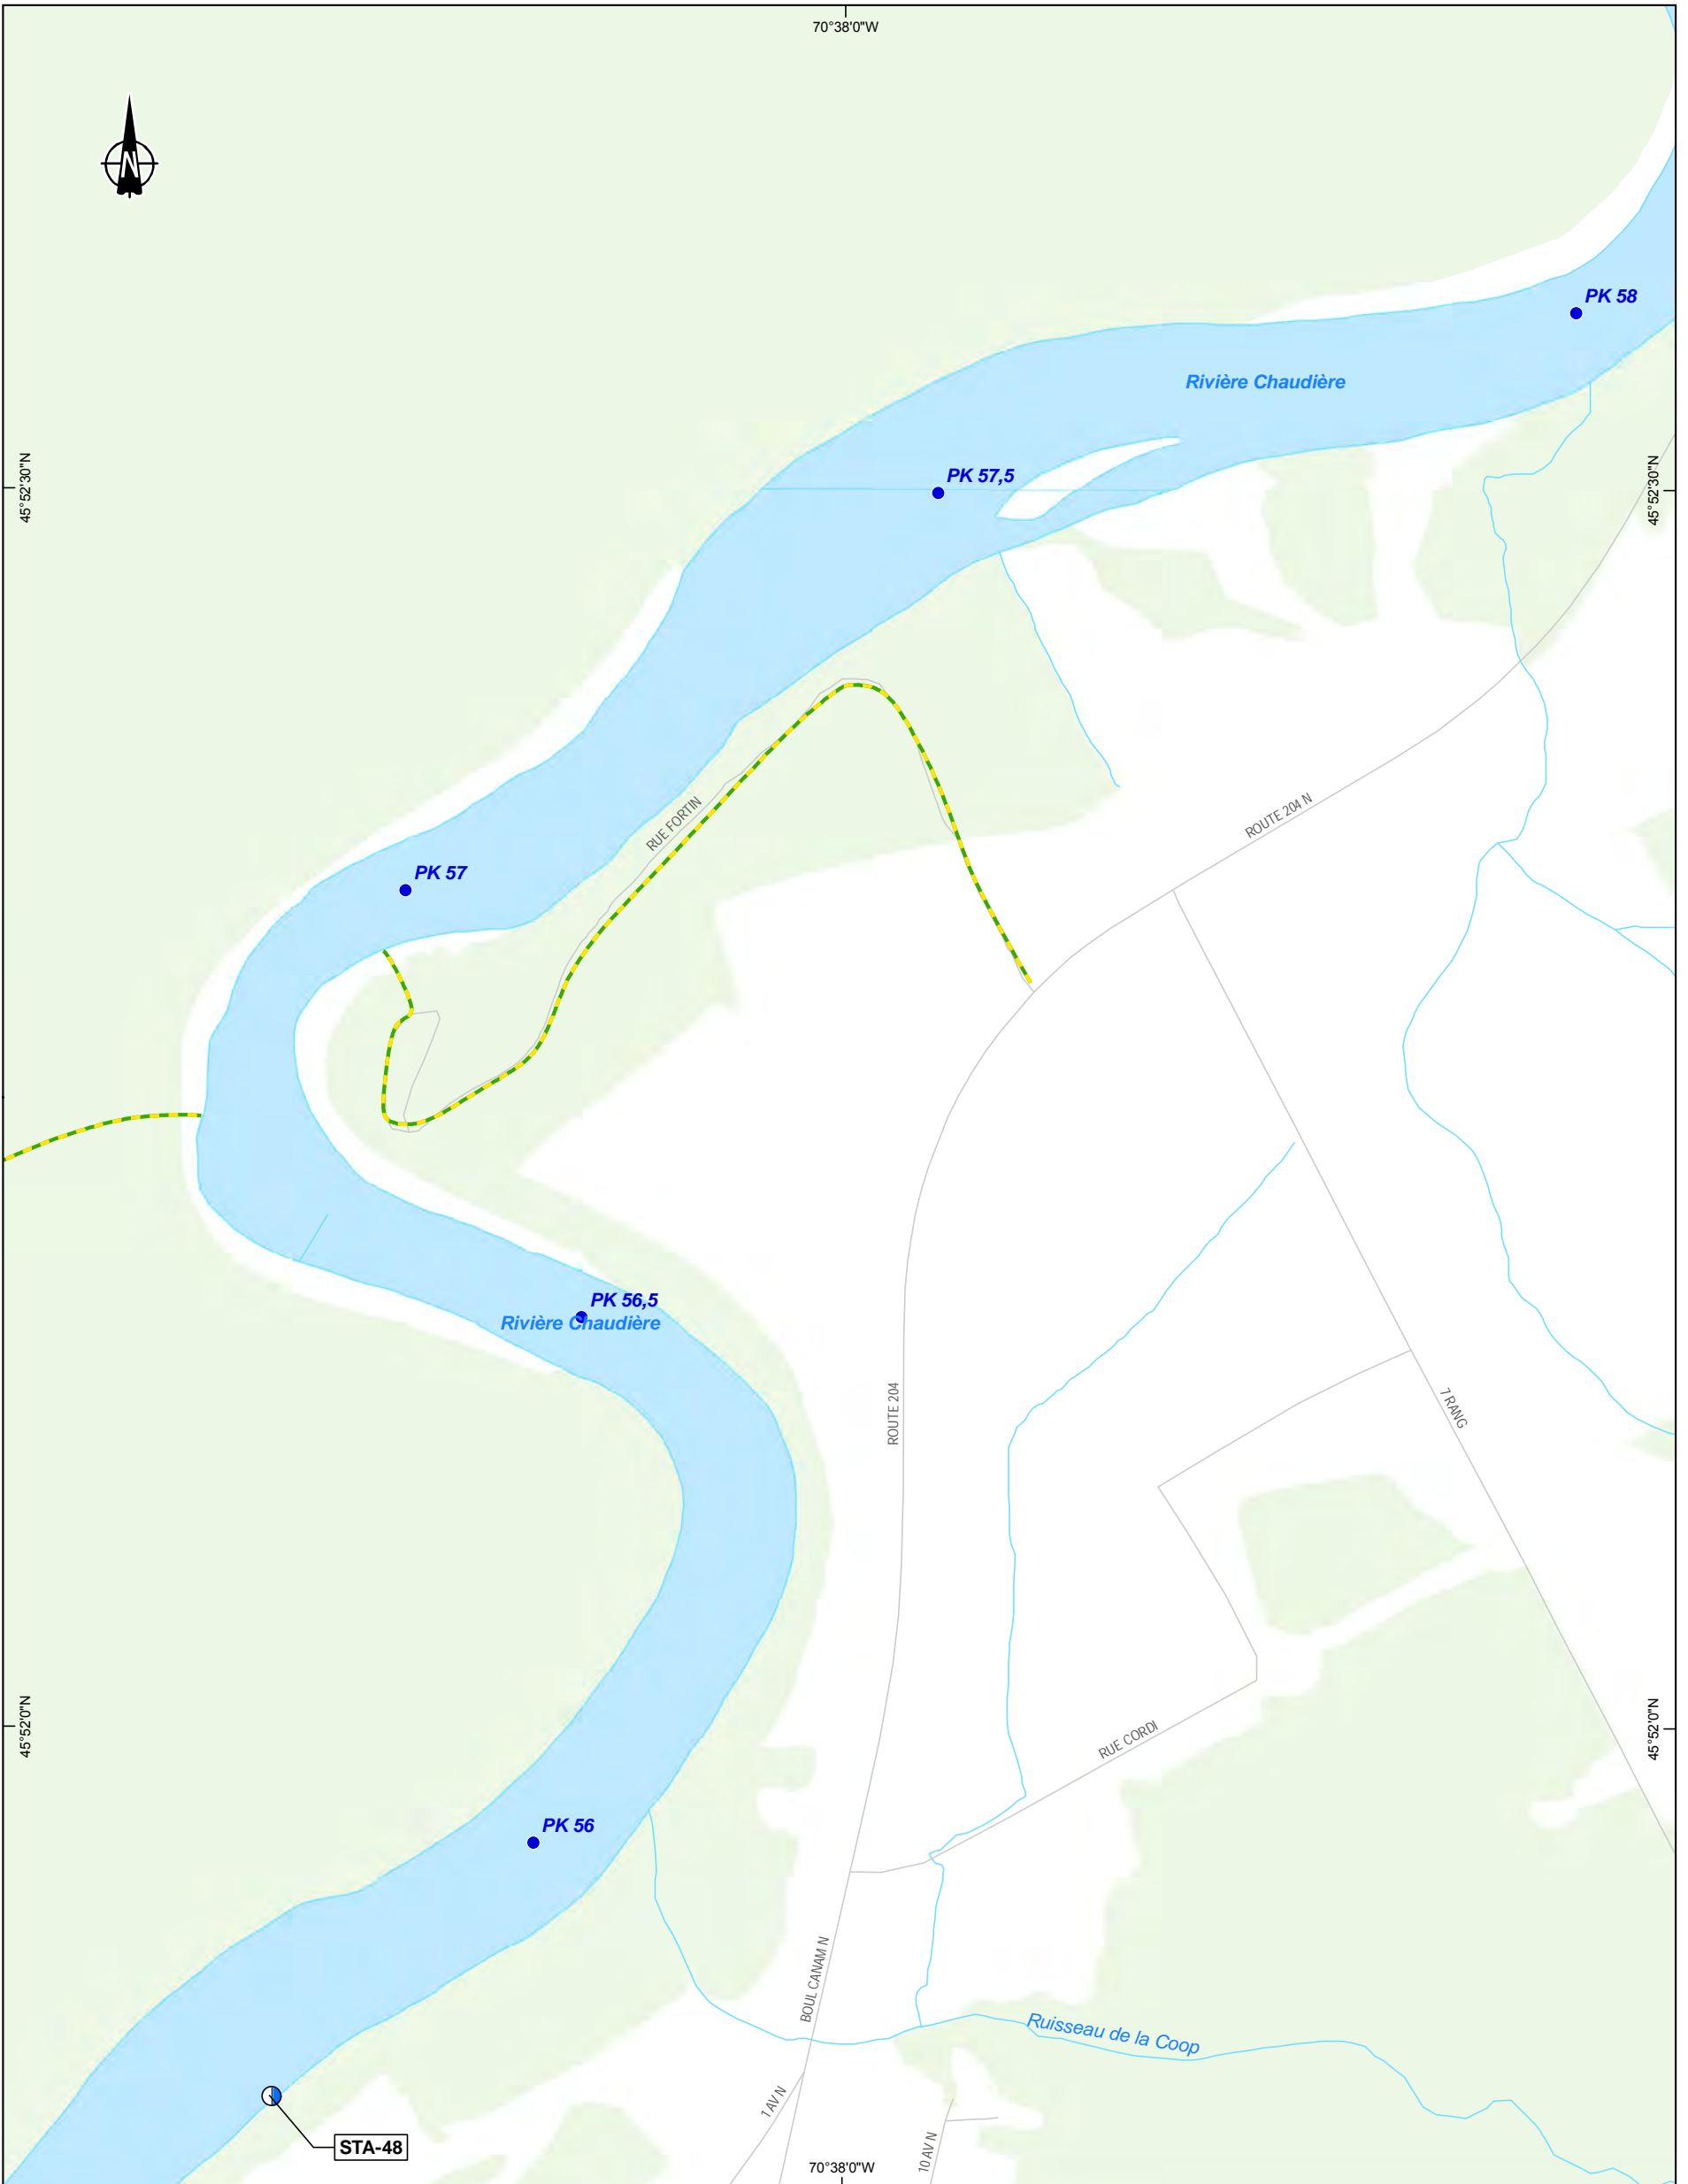 70°38'0"W
N
PK 58
Rivière Chaudière
PK 57,5
45°52'30"N
45°52'30"N
RUE FORTIN
ROUTE 204 N
PK 57
PK 56,5
Rivière Chaudière
ROUTE 204
7 RANG
45°52'0"N
45°52'0"N
RUE CORDI
PK 56
BOUL CANAM N
Ruisseau de la Coop
1 AV N
10 AV N
STA-48
70°38'0"W